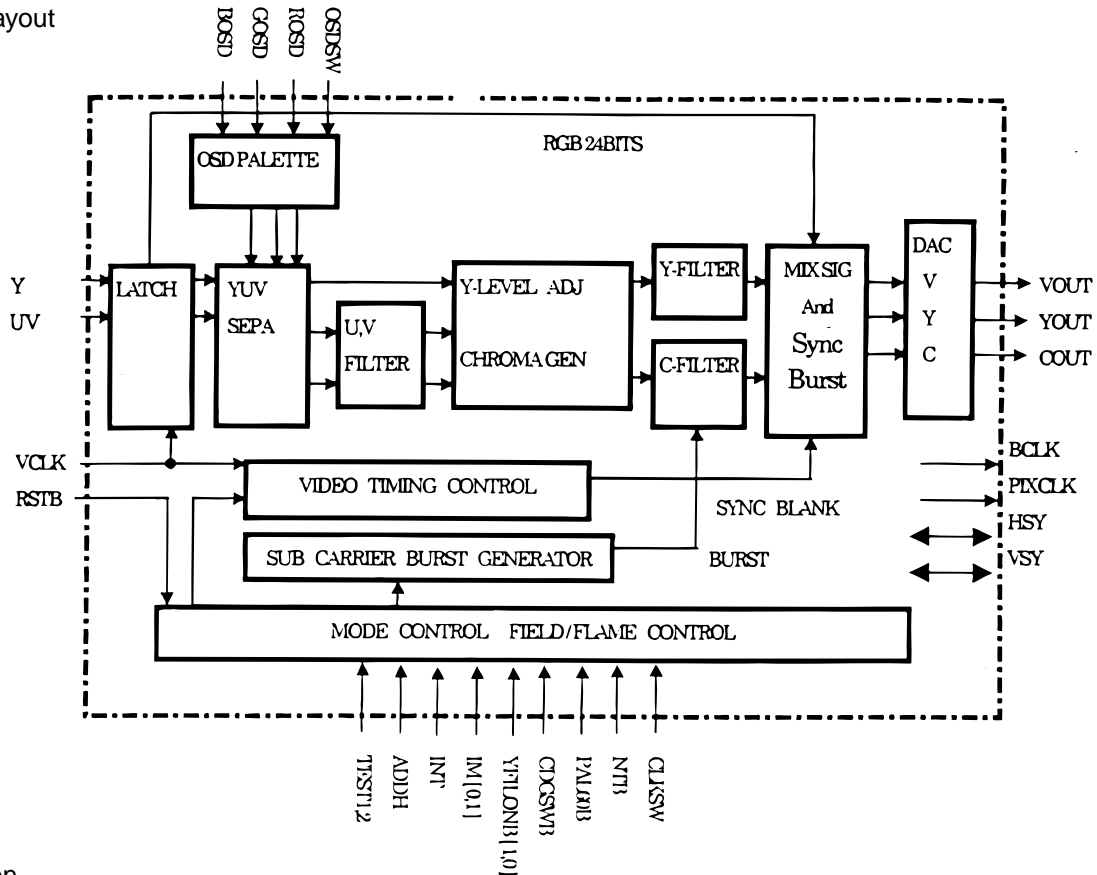 ayout
BOSD
GOSD
ROSD
OSDSW
OSD PALETTE
RGB 24BITS
Y
UV
LATCH
YUV
SEPA
U,V
FILTER
Y-LEVEL ADJ
CHROMA GEN
Y-FILTER
C-FILTER
MIX SIG
And
Sync
Burst
DAC
V
Y
C
VOUT
YOUT
COUT
VCLK
RSTB
VIDEO TIMING CONTROL
SYNC BLANK
SUB CARRIER BURST GENERATOR
BURST
BCLK
PIXCLK
HSY
VSY
MODE CONTROL FIELD/FLAME CONTROL
TEST1,2
ADDH
INT
IM[0,1]
YFILONB[1,0]
CDGSWB
PAL60B
NTB
CLKSW